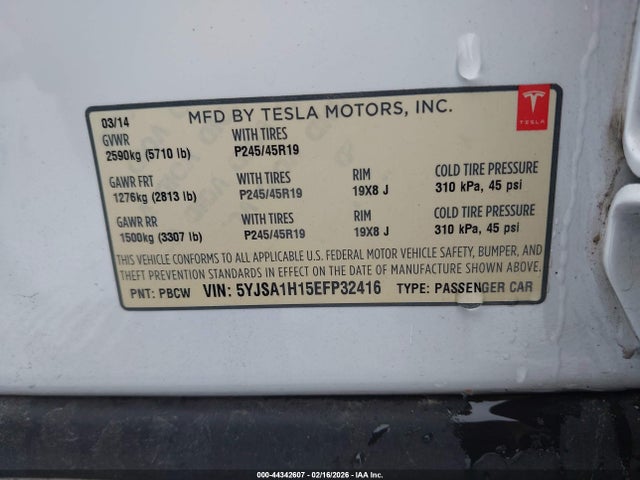 03/14 MFD BY TESLA MOTORS, INC.
TESLA
GVWR WITH TIRES
2590kg (5710 lb) P245/45R19
GAWR FRT WITH TIRES RIM COLD TIRE PRESSURE
1276kg (2813 lb) P245/45R19 19X8 J 310 kPa, 45 psi
GAWR RR WITH TIRES RIM COLD TIRE PRESSURE
1500kg (3307 lb) P245/45R19 19X8 J 310 kPa, 45 psi
THIS VEHICLE CONFORMS TO ALL APPLICABLE U.S. FEDERAL MOTOR VEHICLE SAFETY, BUMPER, AND
THEFT PREVENTION STANDARDS IN EFFECT ON THE DATE OF MANUFACTURE SHOWN ABOVE.
PNT: PBCW VIN: 5YJSA1H15EFP32416 TYPE: PASSENGER CAR
000-44342607 - 02/16/2026 - IAA Inc.